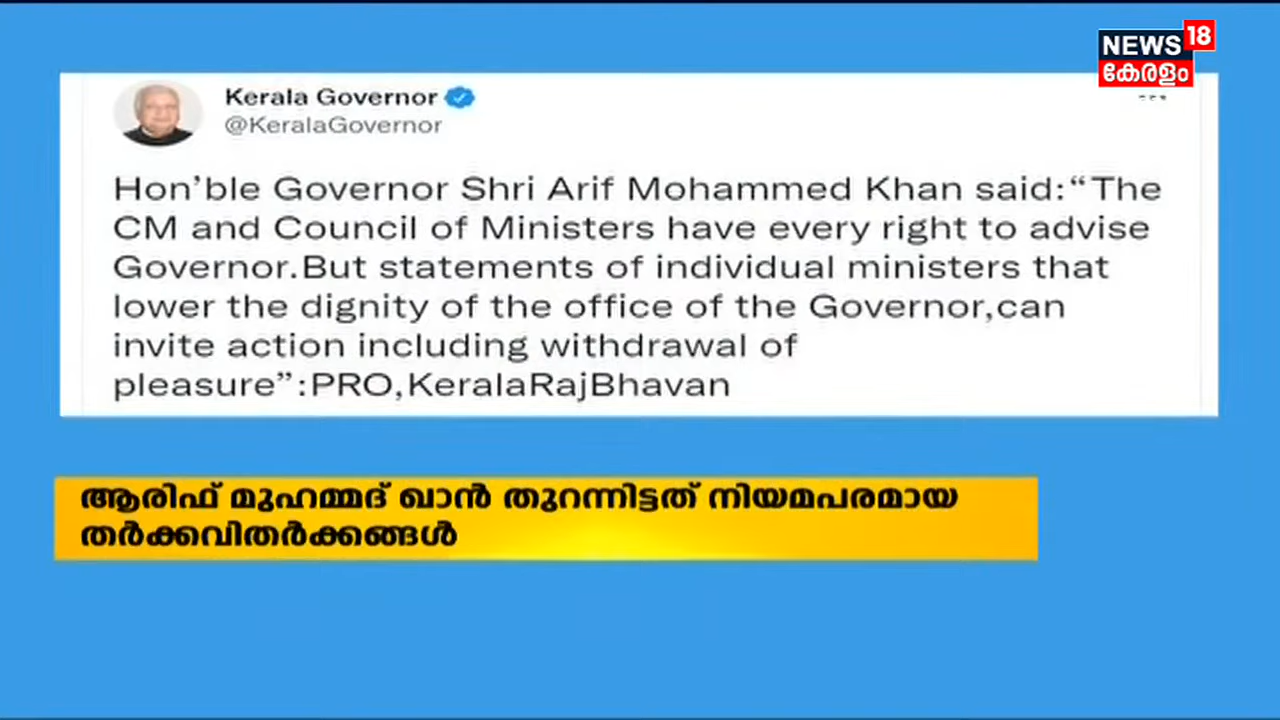 NEWS 18
കേരളം
Kerala Governor
@KeralaGovernor
Hon’ble Governor Shri Arif Mohammed Khan said:“The
CM and Council of Ministers have every right to advise
Governor.But statements of individual ministers that
lower the dignity of the office of the Governor,can
invite action including withdrawal of
pleasure”:PRO,KeralaRajBhavan
ആരിഫ് മുഹമ്മദ് ഖാൻ തുറന്നിട്ടത് നിയമപരമായ
തർക്കവിതർക്കങ്ങൾ